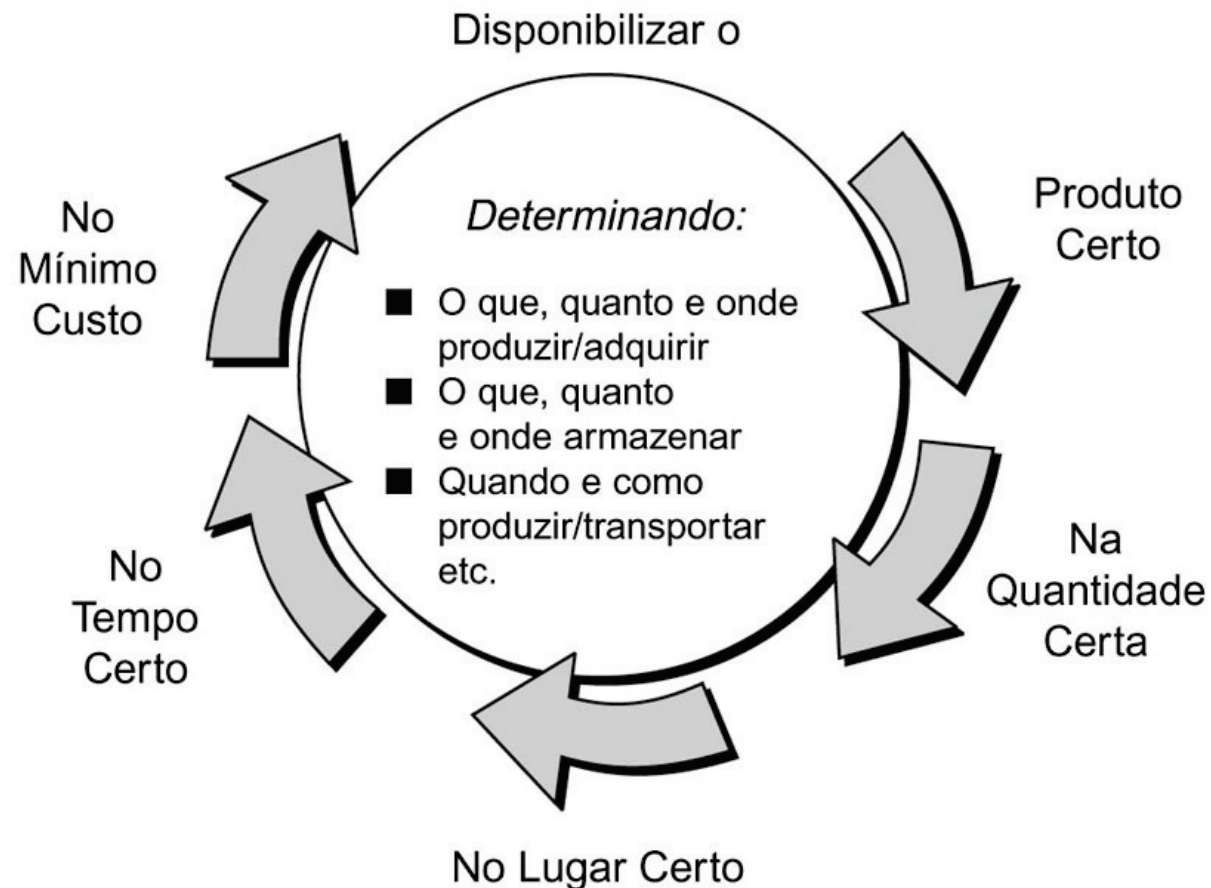 Disponibilizar o
Produto
Certo
Na
Quantidade
Certa
No Lugar Certo
No
Tempo
Certo
No
Mínimo
Custo
Determinando:
■ O que, quanto e onde
produzir/adquirir
■ O que, quanto
e onde armazenar
■ Quando e como
produzir/transportar
etc.